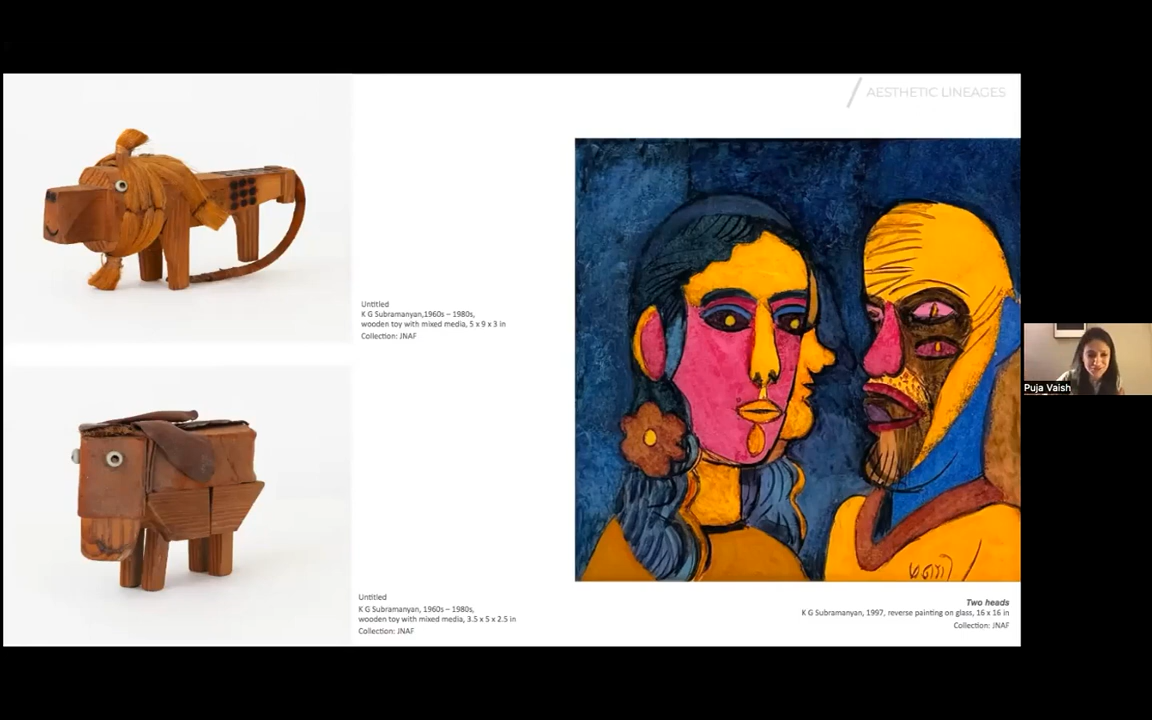 AESTHETIC LINEAGES
Untitled
K G Subramanyan,1960s – 1980s,
wooden toy with mixed media, 5 x 9 x 3 in
Collection: JNAF
Untitled
K G Subramanyan, 1960s – 1980s,
wooden toy with mixed media, 3.5 x 5 x 2.5 in
Collection: JNAF
Two heads
K G Subramanyan, 1997, reverse painting on glass, 16 x 16 in
Collection: JNAF
Puja Vaish